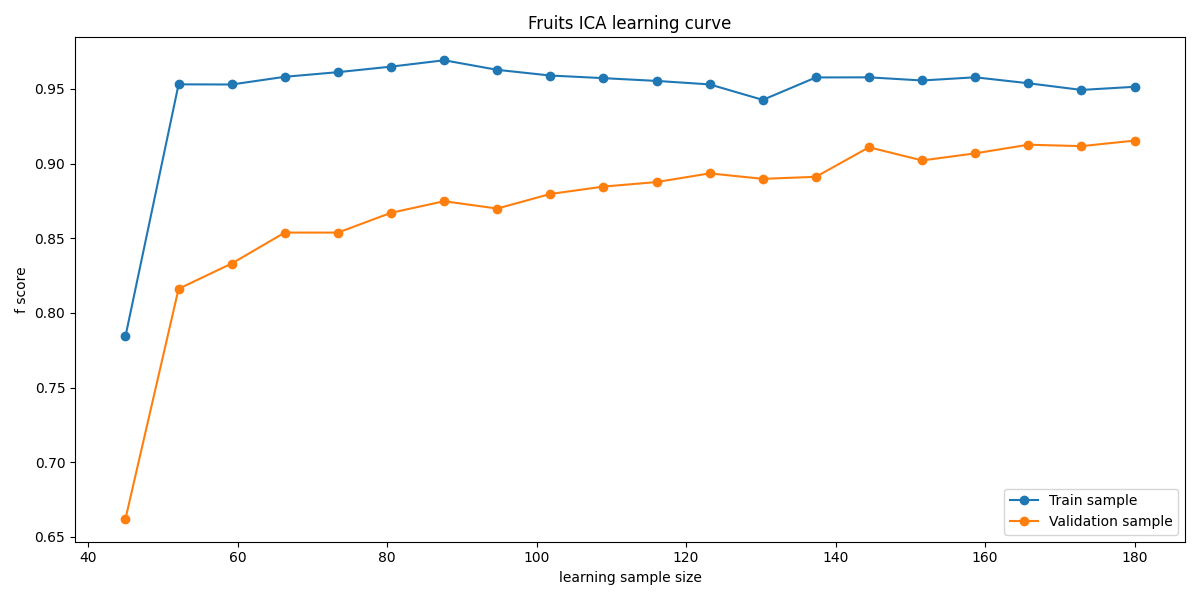 Fruits ICA learning curve
f score
0.95
0.90
0.85
0.80
0.75
0.70
0.65
40 60 80 100 120 140 160 180
learning sample size
Train sample
Validation sample